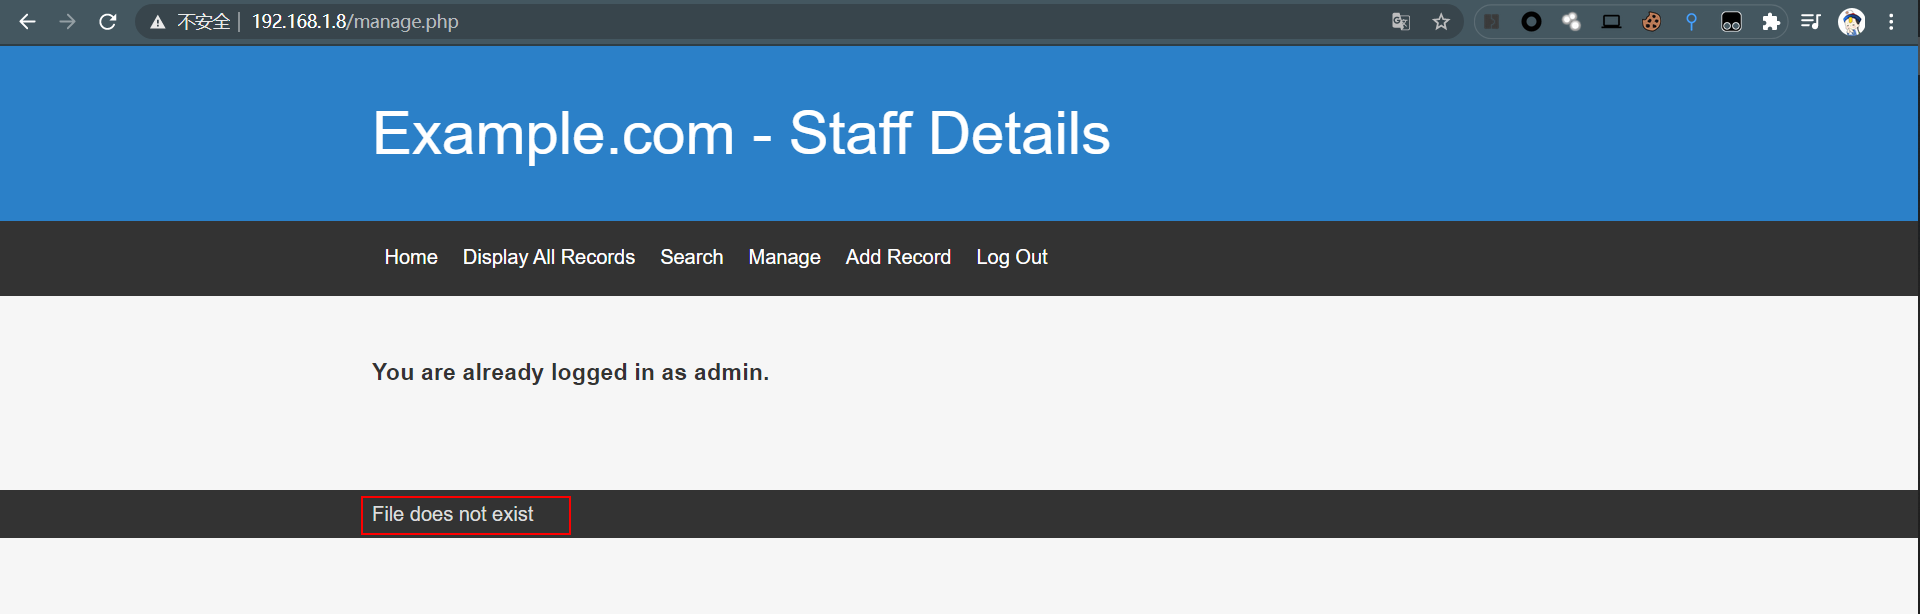 不安全 | 192.168.1.8/manage.php
Example.com - Staff Details
Home Display All Records Search Manage Add Record Log Out
You are already logged in as admin.
File does not exist